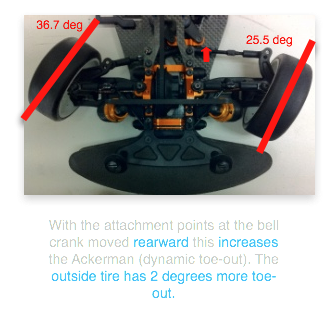 36.7 deg
25.5 deg
With the attachment points at the bell
crank moved rearward this increases
the Ackerman (dynamic toe-out). The
outside tire has 2 degrees more toe-
out.